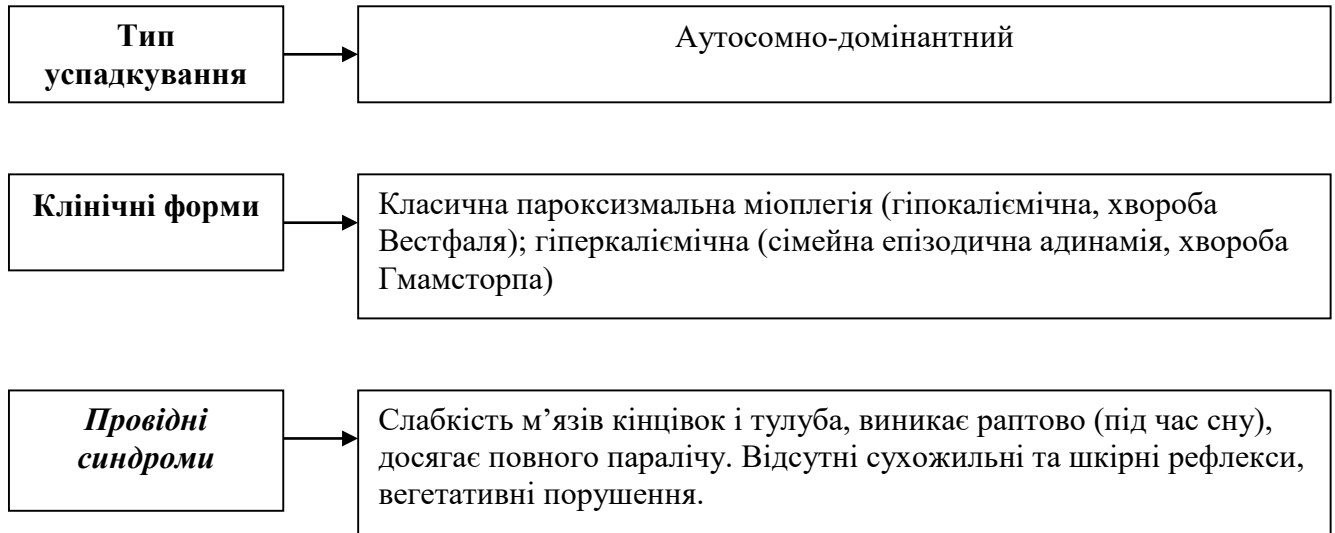 Тип
успадкування
Аутосомно-домінантний
Клінічні форми
Класична пароксизмальна міоплегія (гіпокаліємічна, хвороба
Вестфаля); гіперкаліємічна (сімейна епізодична адинамія, хвороба
Гмамсторпа)
Провідні
синдроми
Слабкість м’язів кінцівок і тулуба, виникає раптово (під час сну),
досягає повного паралічу. Відсутні сухожильні та шкірні рефлекси,
вегетативні порушення.